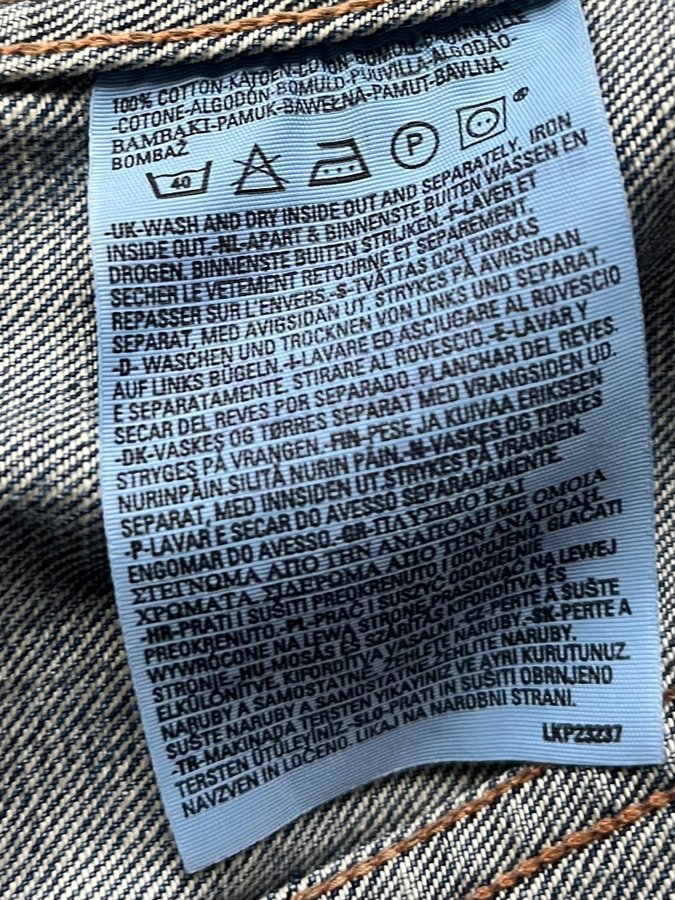 100% COTTON-KATOEN-COTON-BOMULL-
-COTONE-ALGODÓN-BOMULD-PUUVILLA-ALGODÃO-
BAMBAKI-PAMUK-BAWEŁNA-PAMUT-BAVLNA-
BOMBAŽ
40 P
-UK-WASH AND DRY INSIDE OUT AND SEPARATELY. IRON
INSIDE OUT.-NL-APART & BINNENSTE BUITEN WASSEN EN
DROGEN. BINNENSTE BUITEN STRIJKEN.-F-LAVER ET
SECHER LE VETEMENT RETOURNE ET SEPAREMENT.
REPASSER SUR L'ENVERS.-S-TVÄTTAS OCH TORKAS
SEPARAT, MED AVIGSIDAN UT. STRYKES PÅ AVIGSIDAN.
-D- WASCHEN UND TROCKNEN VON LINKS UND SEPARAT.
AUF LINKS BÜGELN.-I-LAVARE ED ASCIUGARE AL ROVESCIO
E SEPARATAMENTE. STIRARE AL ROVESCIO.-E-LAVAR Y
SECAR DEL REVES POR SEPARADO. PLANCHAR DEL REVES.
-DK-VASKES OG TØRRES SEPARAT MED VRANGSIDEN UD.
STRYGES PÅ VRANGEN.-FIN-PESE JA KUIVAA ERIKSEEN
NURINPÄIN. SILITÄ NURIN PÄIN.-N-VASKES OG TØRKES
SEPARAT, MED INNSIDEN UT.STRYKES PÅ VRANGEN.
-P-LAVAR E SECAR DO AVESSO SEPARADAMENTE.
ENGOMAR DO AVESSO.-GR-ΠΛΥΣΙΜΟ ΚΑΙ
ΣΤΕΓΝΩΜΑ ΑΠΟ ΤΗΝ ΑΝΑΠΟΔΗ ΜΕ ΟΜΟΙΑ
ΧΡΩΜΑΤΑ. ΣΙΔΕΡΩΜΑ ΑΠΟ ΤΗΝ ΑΝΑΠΟΔΗ.
-HR-PRATI I SUŠITI PREOKRENUTO I ODVOJENO. GLAČATI
PREOKRENUTO.-PL-PRAĆ I SUSZYĆ ODDZIELNIE
WYWRÓCONE NA LEWĄ STRONĘ. PRASOWAĆ NA LEWEJ
STRONIE.-HU-MOSÁS ÉS SZÁRITÁS KIFORDÍTVA ÉS
ELKÜLÖNÍTVE. KIFORDÍTVA VASALNI.-CZ-PERTE A SUŠTE
NARUBY A SAMOSTATNE. ŽEHLETE NARUBY.-SK-PERTE A
SUŠTE NARUBY A SAMOSTATNE. ŽEHLITE NARUBY.
-TR-MAKINADA TERSTEN YIKAYINIZ VE AYRI KURUTUNUZ.
TERSTEN ÜTÜLEYİNİZ.-SLO-PRATI IN SUŠITI OBRNJENO
NAVZVEN IN LOČENO. LIKAJ NA NAROBNI STRANI.
LKP23237